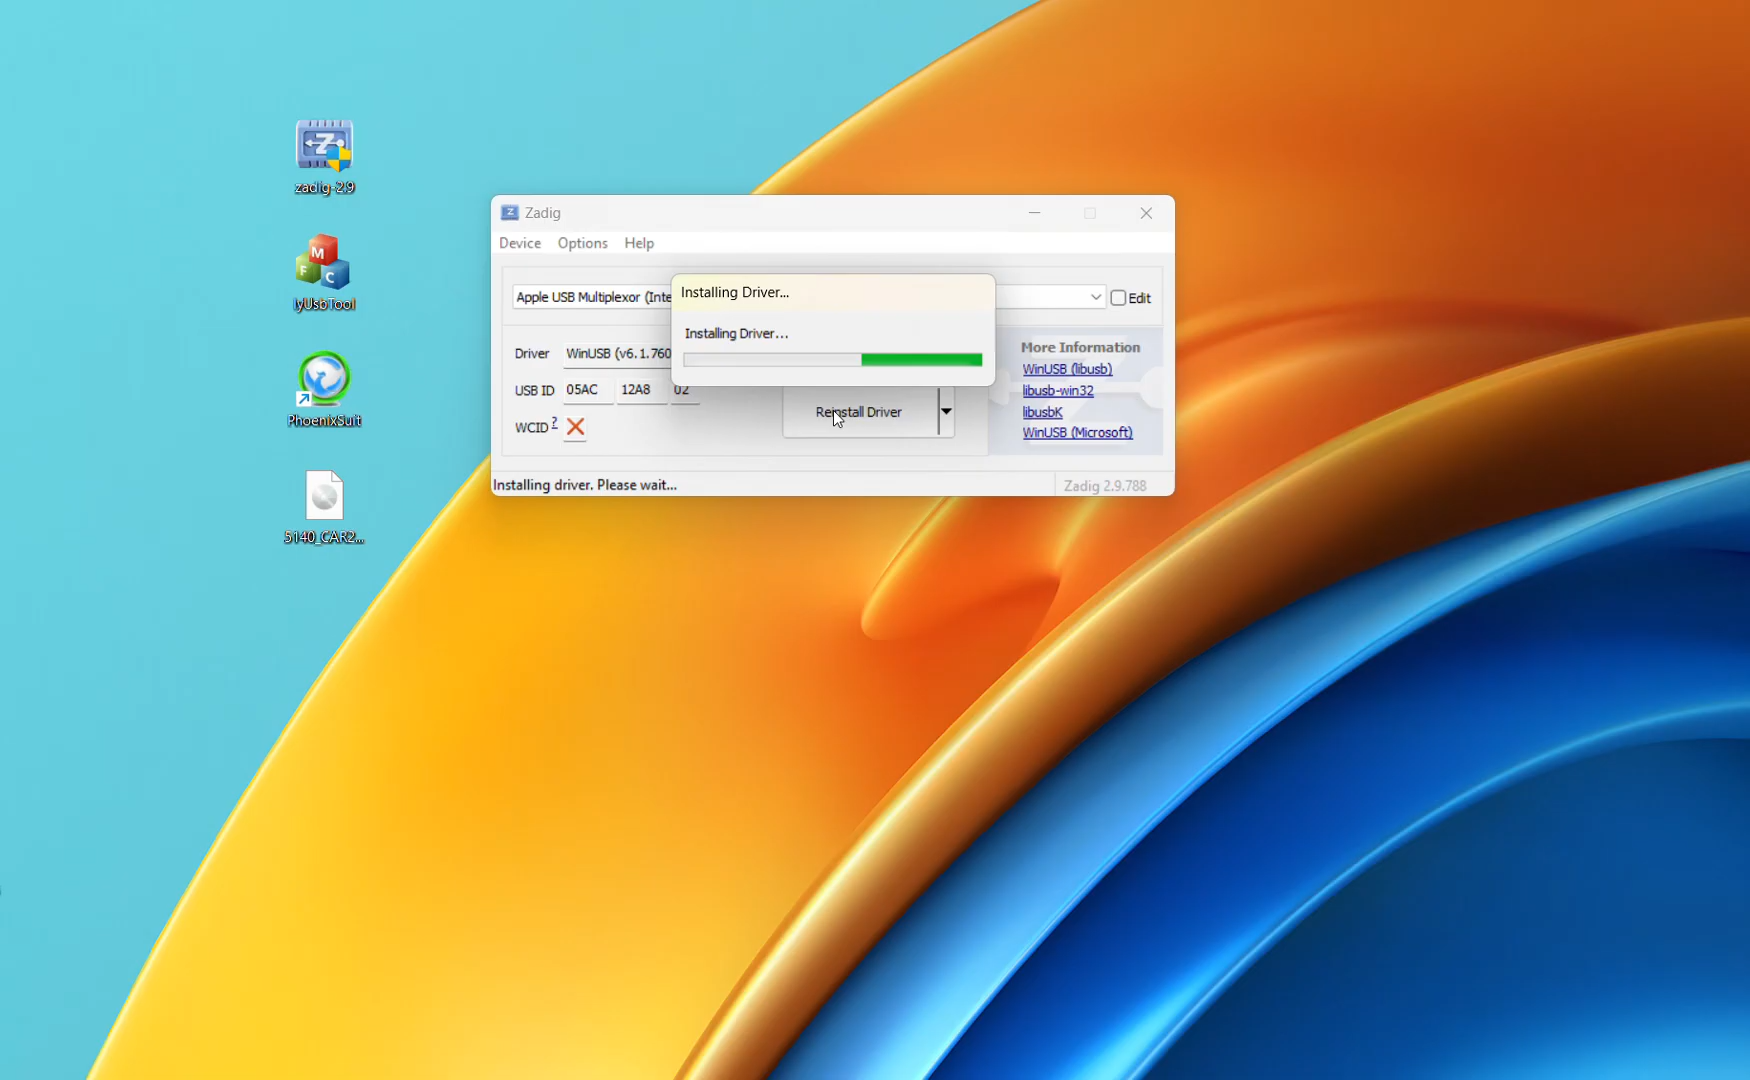 zadig-2.9
M
F
C
lyUsbTool
PhoenixSuit
5140_CAR2...
Zadig
Device Options Help
Installing Driver...
Apple USB Multiplexor (Inte
Edit
Installing Driver...
Driver WinUSB (v6.1.760
USB ID 05AC 12A8 02
WCID ?
Reinstall Driver
More Information
WinUSB (libusb)
libusb-win32
libusbK
WinUSB (Microsoft)
Installing driver. Please wait...
Zadig 2.9.788